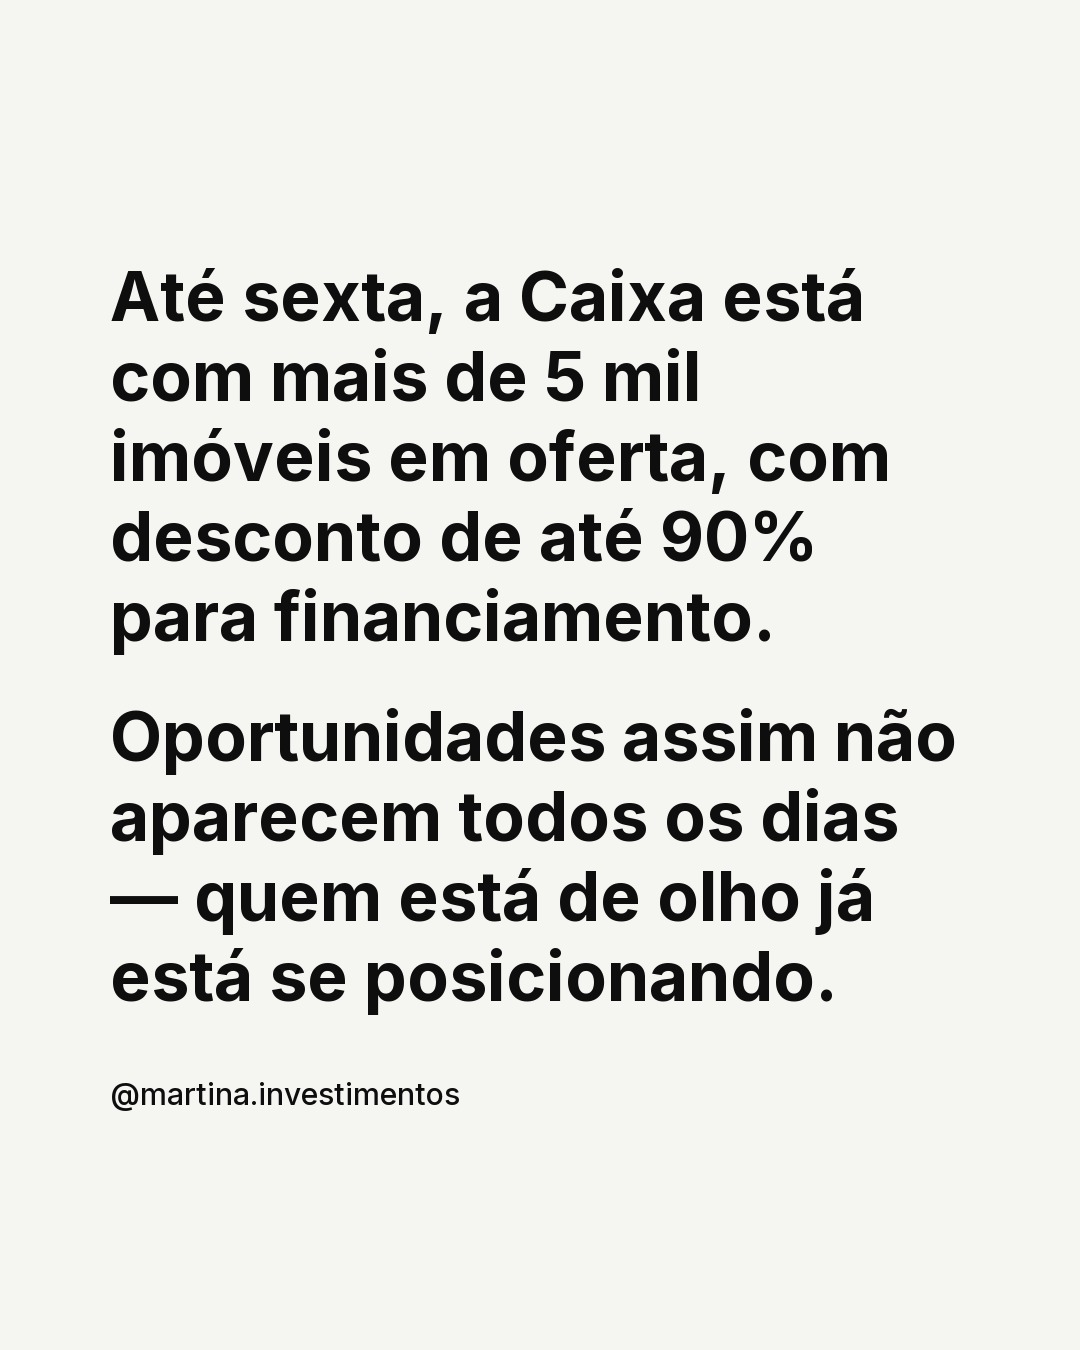 Até sexta, a Caixa está
com mais de 5 mil
imóveis em oferta, com
desconto de até 90%
para financiamento.
Oportunidades assim não
aparecem todos os dias
— quem está de olho já
está se posicionando.
@martina.investimentos